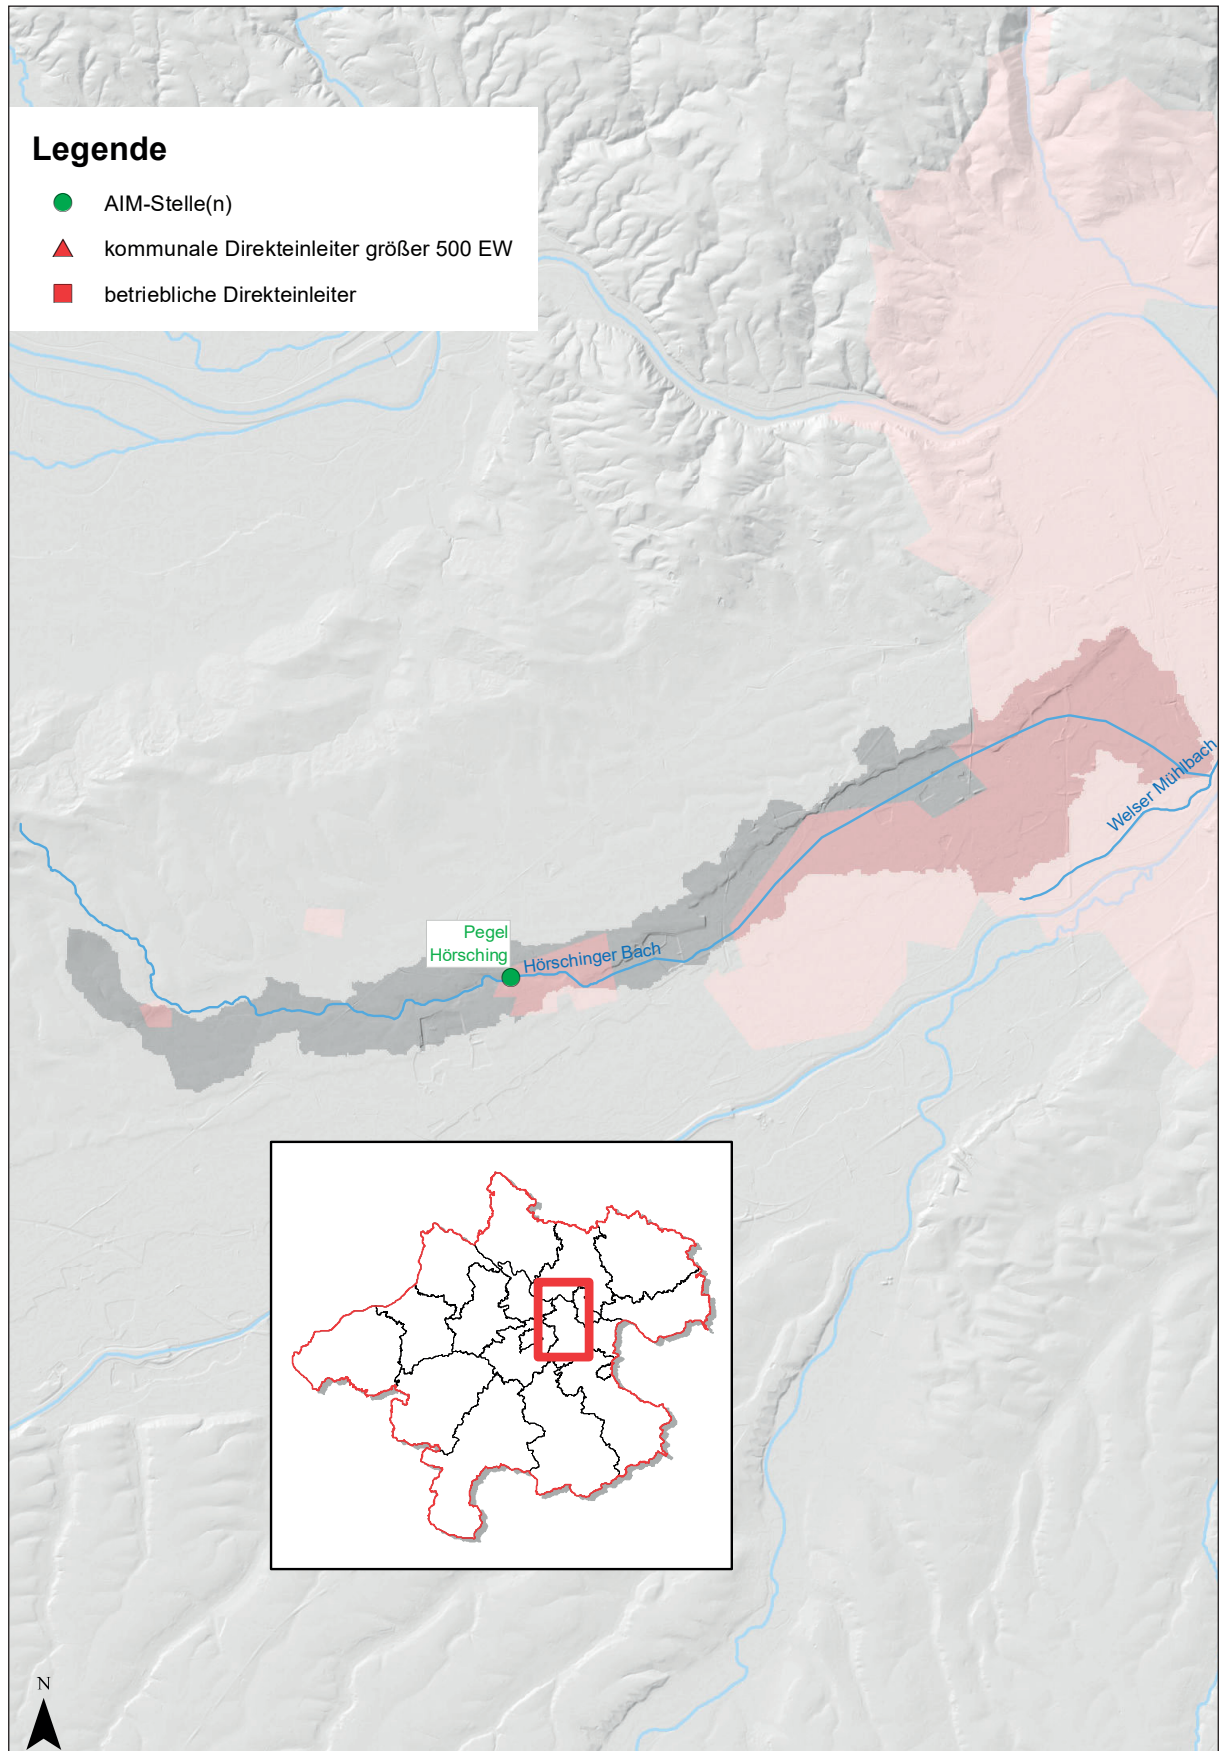 Legende
AIM-Stelle(n)
kommunale Direkteinleiter größer 500 EW
betriebliche Direkteinleiter
Welser Mühlbach
Pegel
Hörsching
Hörschinger Bach
N